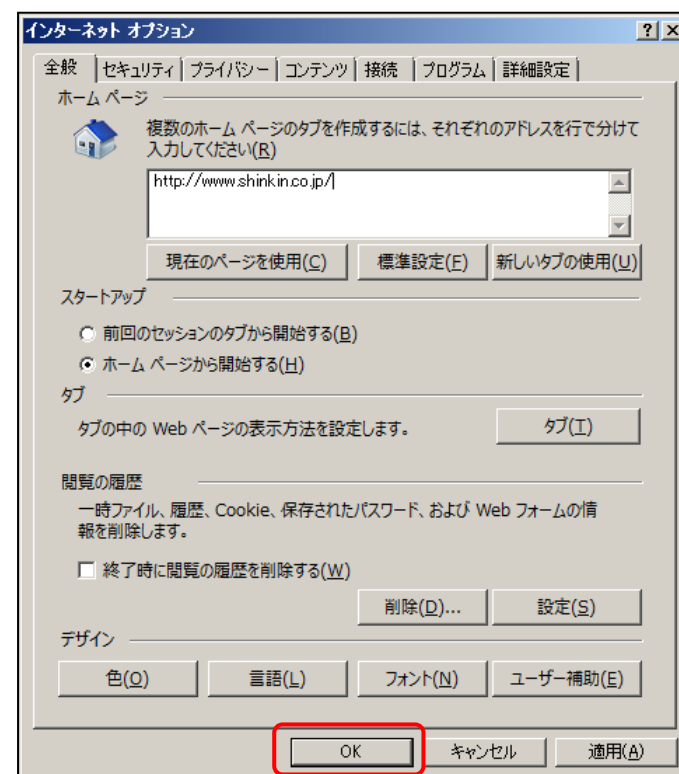 インターネット オプション
全般 セキュリティ プライバシー コンテンツ 接続 プログラム 詳細設定
ホーム ページ
複数のホーム ページのタブを作成するには、それぞれのアドレスを行で分けて
入力してください(R)
http://www.shinkin.co.jp/
現在のページを使用(C) 標準設定(F) 新しいタブの使用(U)
スタートアップ
前回のセッションのタブから開始する(B)
ホーム ページから開始する(H)
タブ
タブの中の Web ページの表示方法を設定します。 タブ(T)
閲覧の履歴
一時ファイル、履歴、Cookie、保存されたパスワード、および Web フォームの情
報を削除します。
終了時に閲覧の履歴を削除する(W)
削除(D)... 設定(S)
デザイン
色(O) 言語(L) フォント(N) ユーザー補助(E)
OK キャンセル 適用(A)